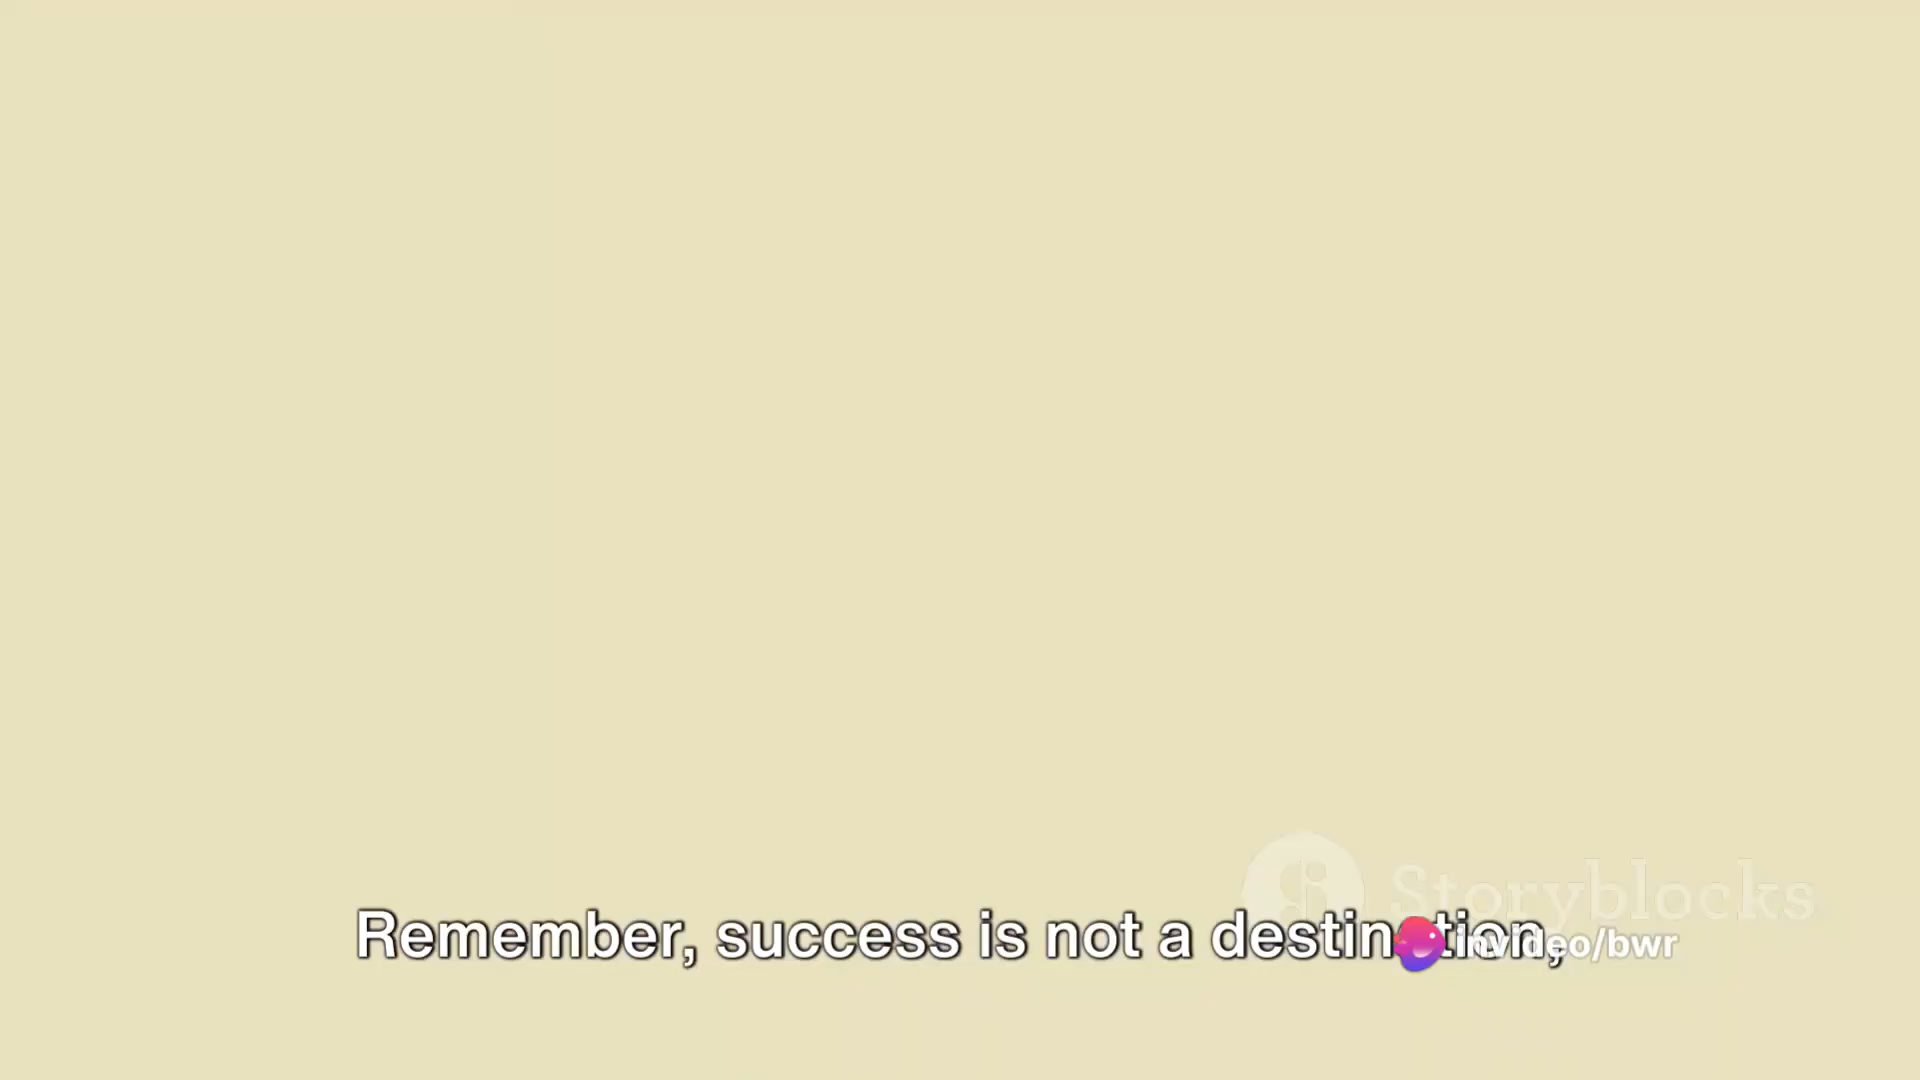 Storyblocks
Remember, success is not a destination,
invideo/bwr